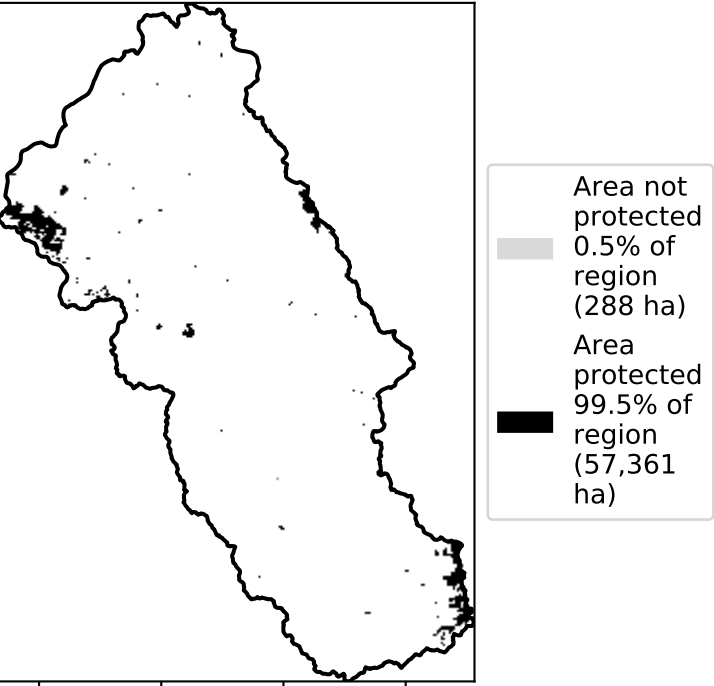 Area not
protected
0.5% of
region
(288 ha)
Area
protected
99.5% of
region
(57,361
ha)